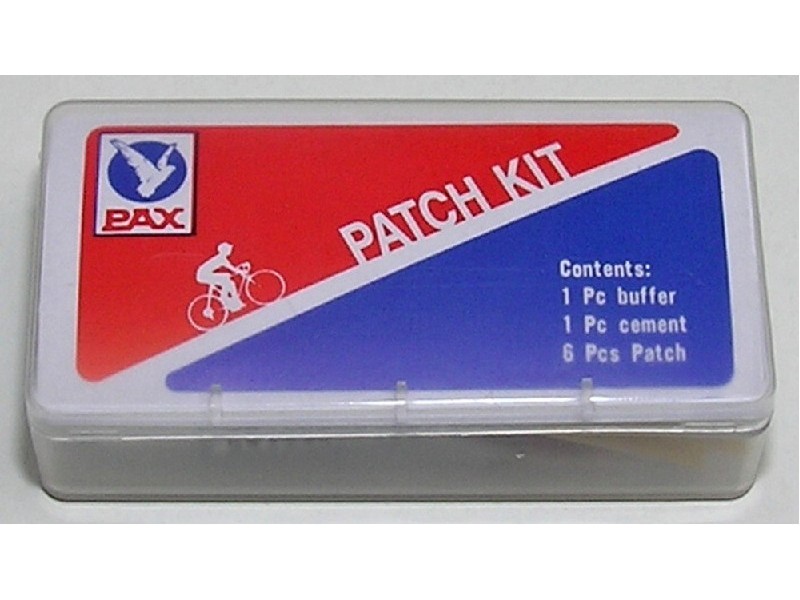 PAX
PATCH KIT
Contents:
1 Pc buffer
1 Pc cement
6 Pcs Patch